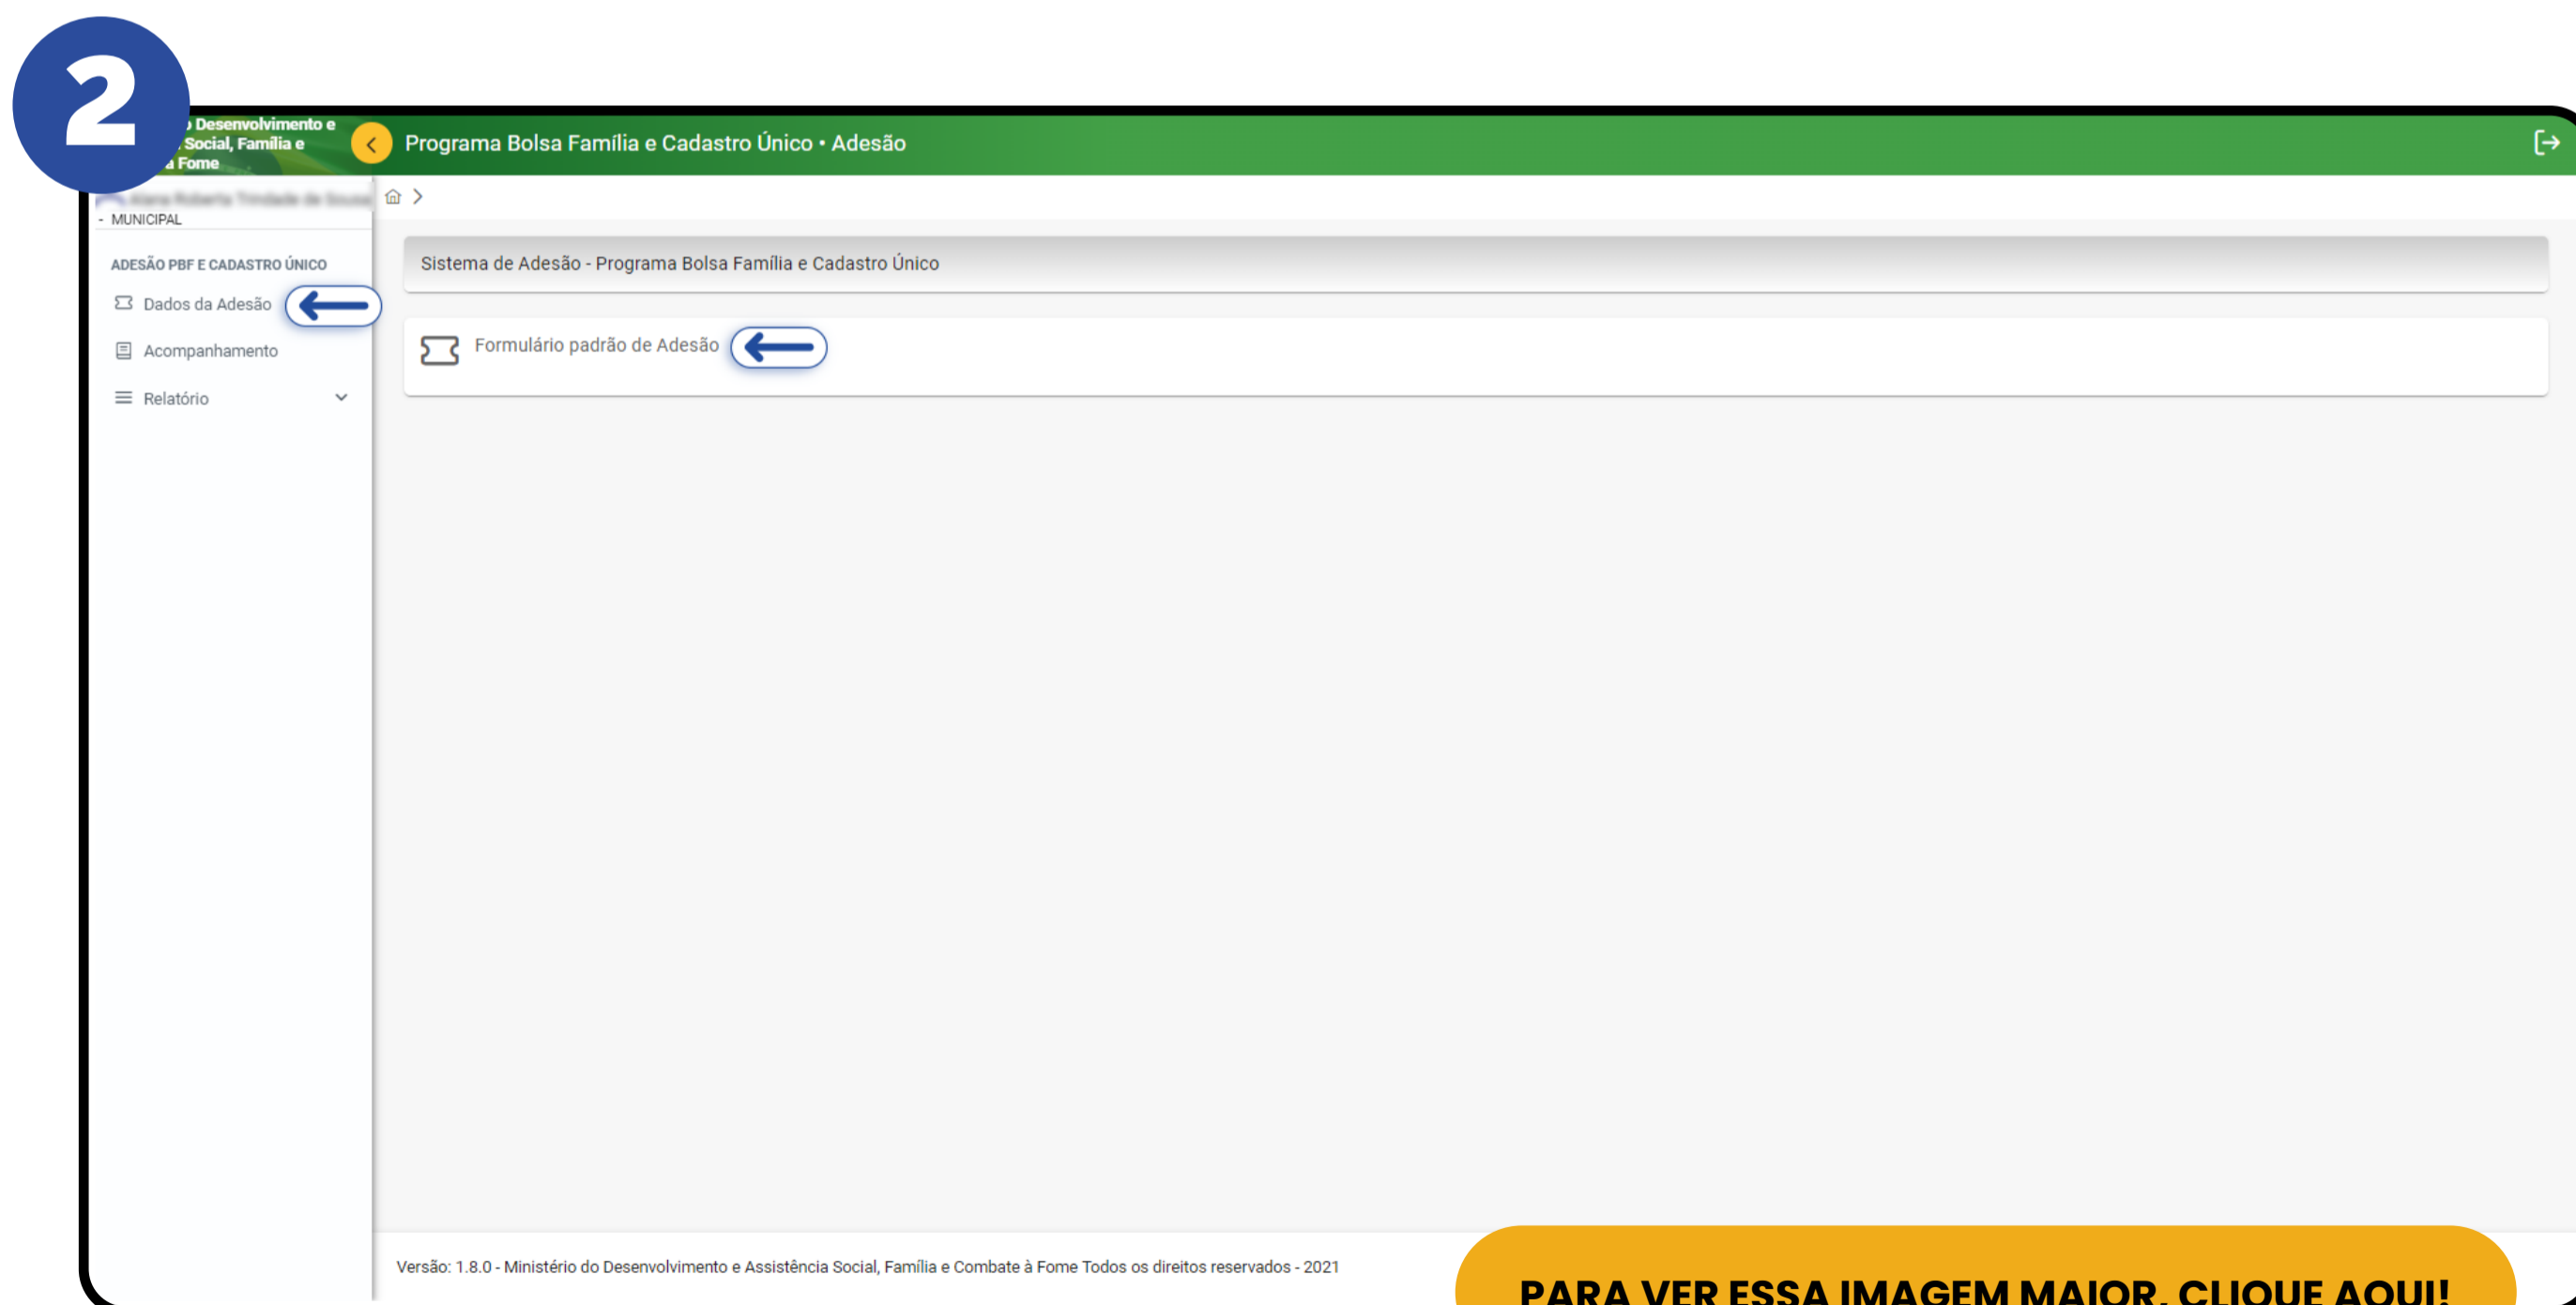 2
Desenvolvimento e
Social, Família e
à Fome
Programa Bolsa Família e Cadastro Único • Adesão
- MUNICIPAL
ADESÃO PBF E CADASTRO ÚNICO
Dados da Adesão
Acompanhamento
Relatório
Sistema de Adesão - Programa Bolsa Família e Cadastro Único
Formulário padrão de Adesão
Versão: 1.8.0 - Ministério do Desenvolvimento e Assistência Social, Família e Combate à Fome Todos os direitos reservados - 2021
PARA VER ESSA IMAGEM MAIOR, CLIQUE AQUI!